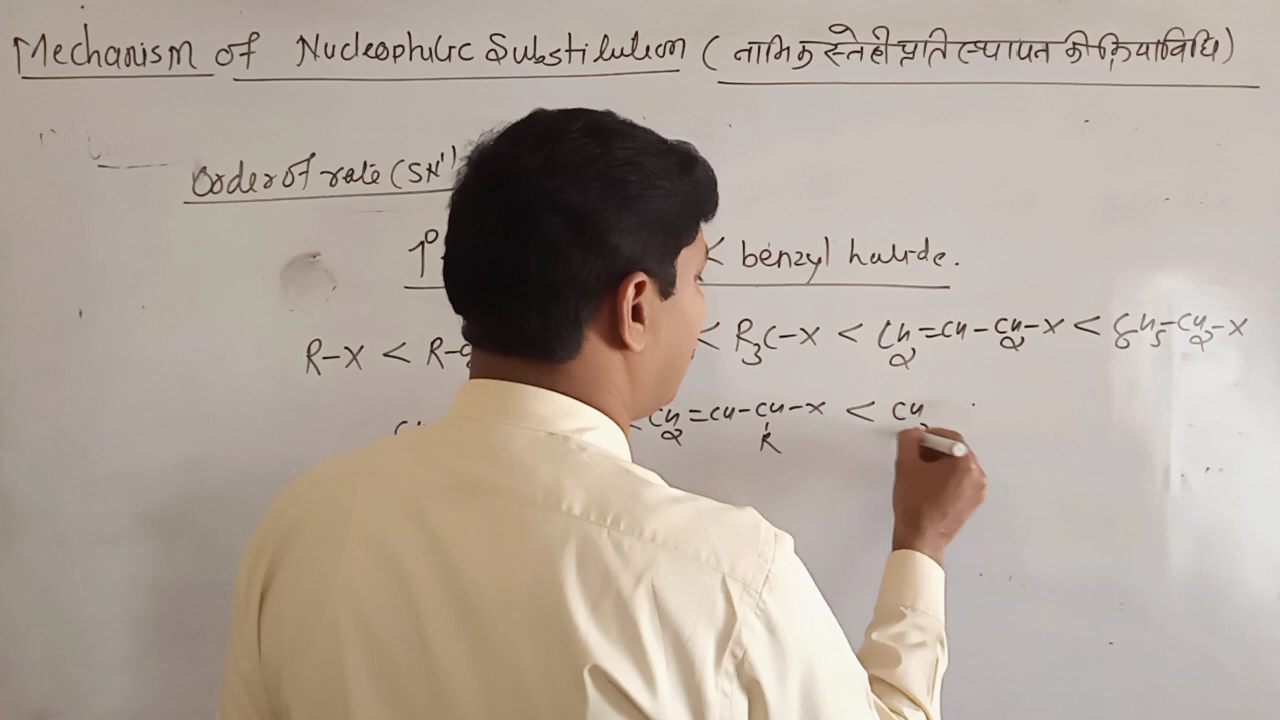 Mechanism of Nucleophilic Substitution (नाभिक स्नेही प्रतिस्थापन की क्रियाविधि)
Order of rate (SN¹)
1° < benzyl halide.
R-X < R- < R₃C-X < CH₂=CH-CH₂-X < C₆H₅-CH₂-X
CH₂=CH-CH-X < CH
R